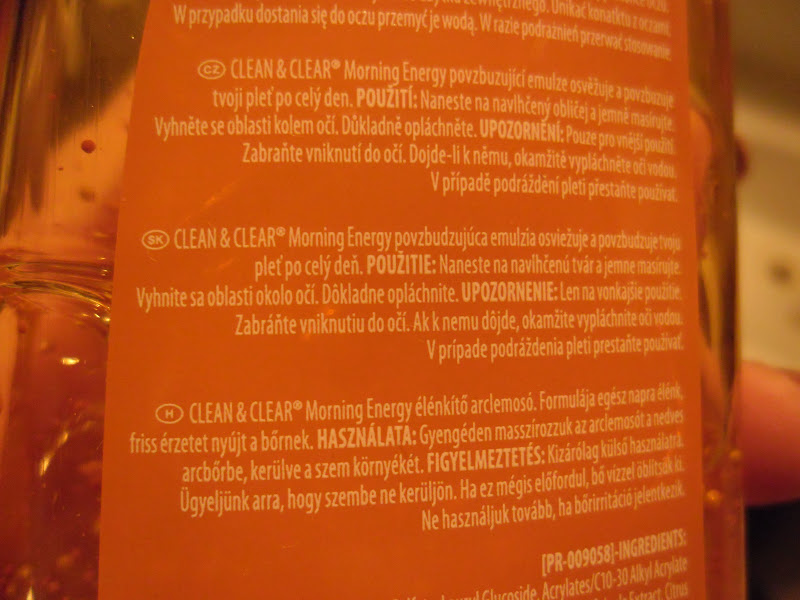 zewnętrznego. Unikać konatktu z oczami.
W przypadku dostania się do oczu przemyć je wodą. W razie podrażnień przerwać stosowanie.
CZ CLEAN & CLEAR® Morning Energy povzbuzující emulze osvěžuje a povzbuzuje
tvoji pleť po celý den. POUŽITÍ: Naneste na navlhčený obličej a jemně masírujte.
Vyhněte se oblasti kolem očí. Důkladně opláchněte. UPOZORNĚNÍ: Pouze pro vnější použití.
Zabraňte vniknutí do očí. Dojde-li k němu, okamžitě vypláchněte oči vodou.
V případě podráždění pleti přestaňte používat.
SK CLEAN & CLEAR® Morning Energy povzbudzujúca emulzia osviežuje a povzbudzuje tvoju
pleť po celý deň. POUŽITIE: Naneste na navlhčenú tvár a jemne masírujte.
Vyhnite sa oblasti okolo očí. Dôkladne opláchnite. UPOZORNENIE: Len na vonkajšie použitie.
Zabráňte vniknutiu do očí. Ak k nemu dôjde, okamžite vypláchnite oči vodou.
V prípade podráždenia pleti prestaňte používať.
H CLEAN & CLEAR® Morning Energy élénkítő arclemosó. Formulája egész napra élénk,
friss érzetet nyújt a bőrnek. HASZNÁLATA: Gyengéden masszírozzuk az arclemosót a nedves
arcbőrbe, kerülve a szem környékét. FIGYELMEZTETÉS: Kizárólag külső használatra.
Ügyeljünk arra, hogy szembe ne kerüljön. Ha ez mégis előfordul, bő vízzel öblítsük ki.
Ne használjuk tovább, ha bőrirritáció jelentkezik.
[PR-009058]-INGREDIENTS:
Glucoside, Acrylates/C10-30 Alkyl Acrylate
Extract, Citrus